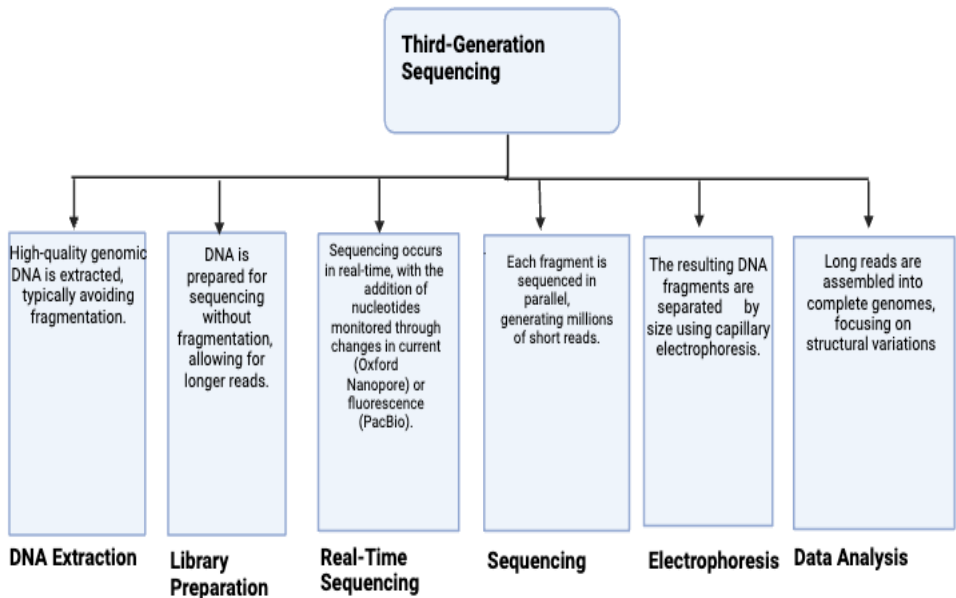 Third-Generation
Sequencing
High-quality genomic
DNA is extracted,
typically avoiding
fragmentation.
DNA is
prepared for
sequencing
without
fragmentation,
allowing for
longer reads.
Sequencing occurs
in real-time, with the
addition of
nucleotides
monitored through
changes in current
(Oxford
Nanopore) or
fluorescence
(PacBio).
Each fragment is
sequenced in
parallel,
generating millions
of short reads.
The resulting DNA
fragments are
separated by
size using capillary
electrophoresis.
Long reads are
assembled into
complete genomes,
focusing on
structural variations
DNA Extraction
Library
Preparation
Real-Time
Sequencing
Sequencing
Electrophoresis
Data Analysis